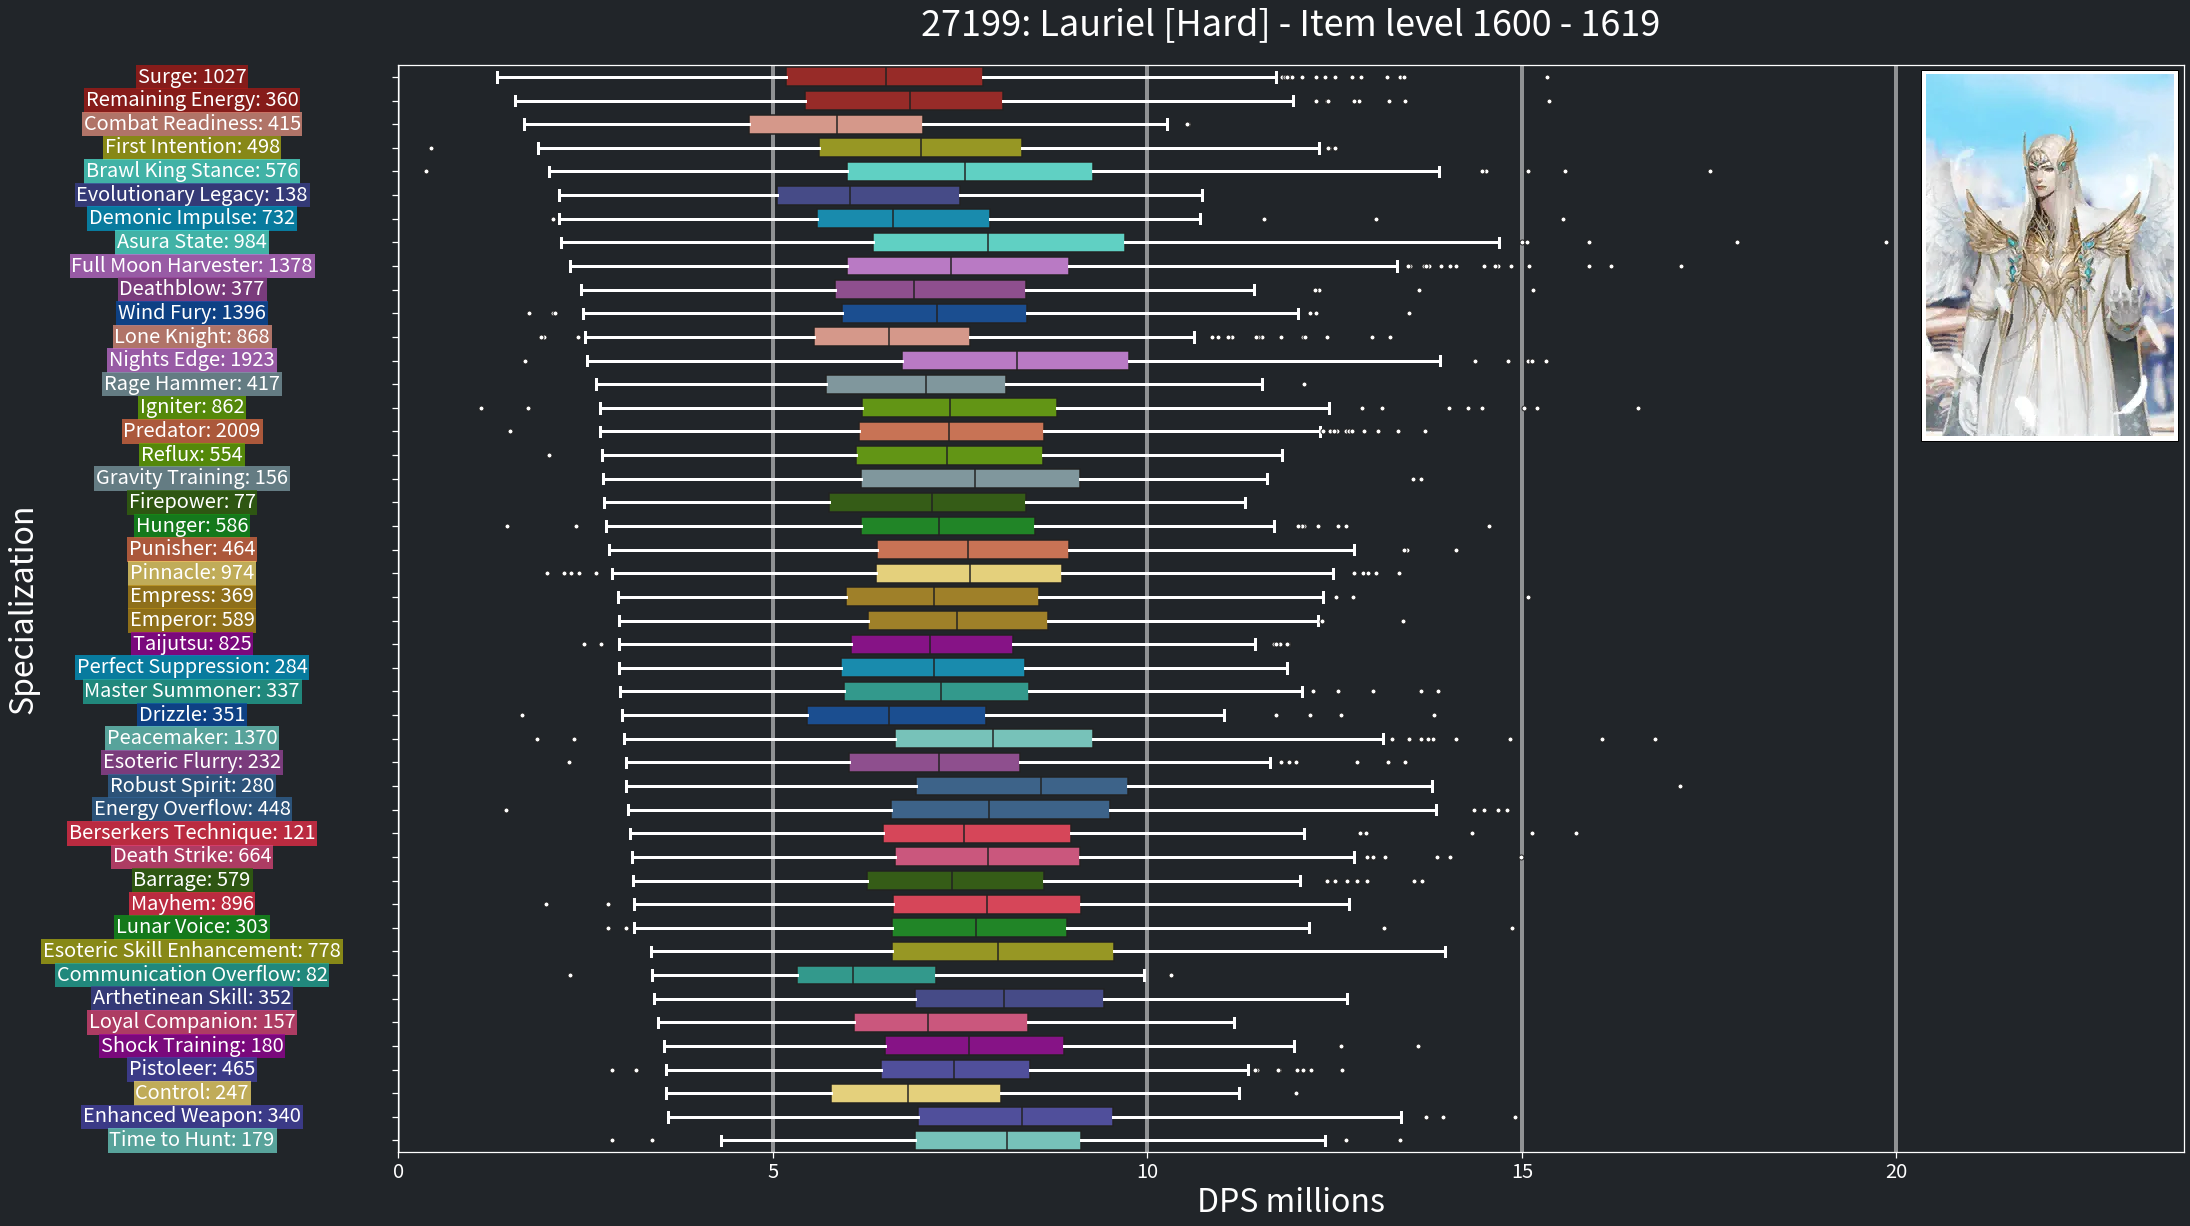 27199: Lauriel [Hard] - Item level 1600 - 1619
Surge: 1027
Remaining Energy: 360
Combat Readiness: 415
First Intention: 498
Brawl King Stance: 576
Evolutionary Legacy: 138
Demonic Impulse: 732
Asura State: 984
Full Moon Harvester: 1378
Deathblow: 377
Wind Fury: 1396
Lone Knight: 868
Nights Edge: 1923
Rage Hammer: 417
Igniter: 862
Predator: 2009
Reflux: 554
Gravity Training: 156
Firepower: 77
Hunger: 586
Punisher: 464
Pinnacle: 974
Empress: 369
Emperor: 589
Taijutsu: 825
Perfect Suppression: 284
Master Summoner: 337
Drizzle: 351
Peacemaker: 1370
Esoteric Flurry: 232
Robust Spirit: 280
Energy Overflow: 448
Berserkers Technique: 121
Death Strike: 664
Barrage: 579
Mayhem: 896
Lunar Voice: 303
Esoteric Skill Enhancement: 778
Communication Overflow: 82
Arthetinean Skill: 352
Loyal Companion: 157
Shock Training: 180
Pistoleer: 465
Control: 247
Enhanced Weapon: 340
Time to Hunt: 179
Specialization
0 5 10 15 20
DPS millions